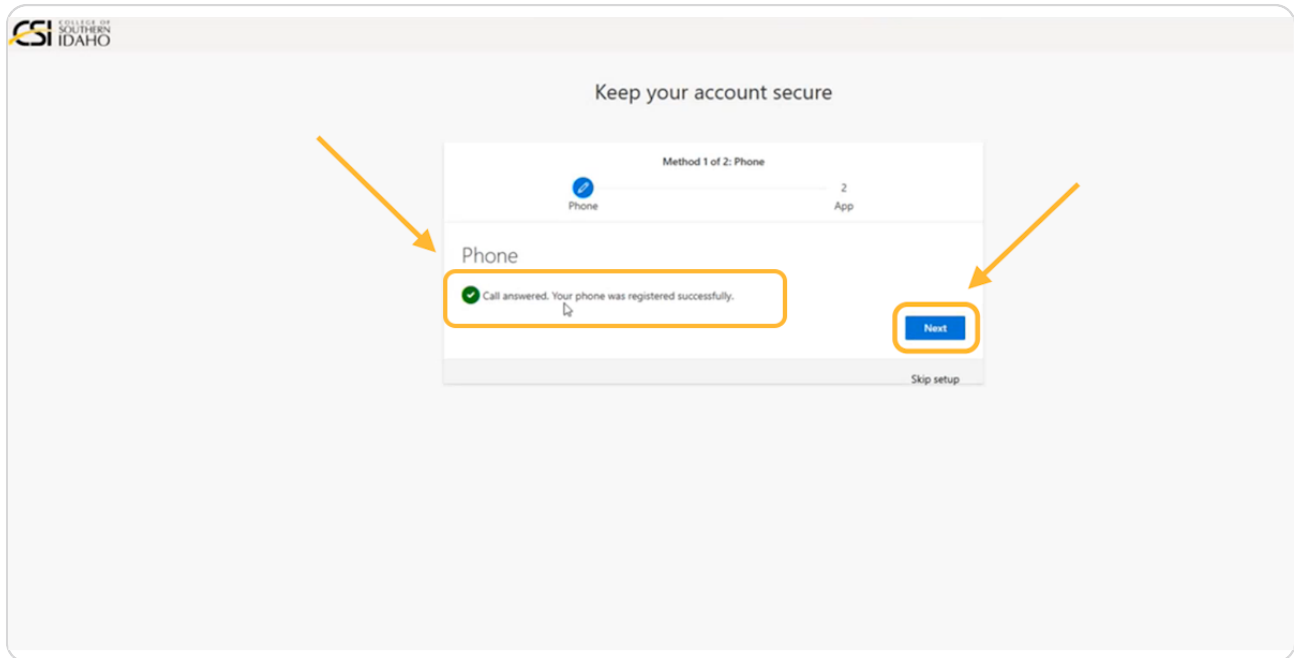 CSI COLLEGE OF
SOUTHERN
IDAHO
Keep your account secure
Method 1 of 2: Phone
2
Phone
App
Phone
Call answered. Your phone was registered successfully.
Next
Skip setup